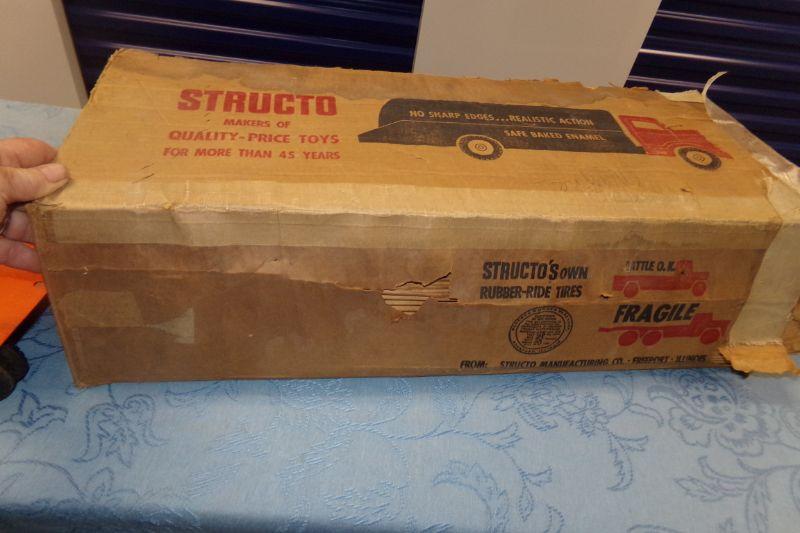 STRUCTO
MAKERS OF
QUALITY-PRICE TOYS
FOR MORE THAN 45 YEARS
NO SHARP EDGES...REALISTIC ACTION
SAFE BAKED ENAMEL
STRUCTO'S OWN
RUBBER-RIDE TIRES
O.K.
FRAGILE
FROM: STRUCTO MANUFACTURING CO. · FREEPORT · ILLINOIS